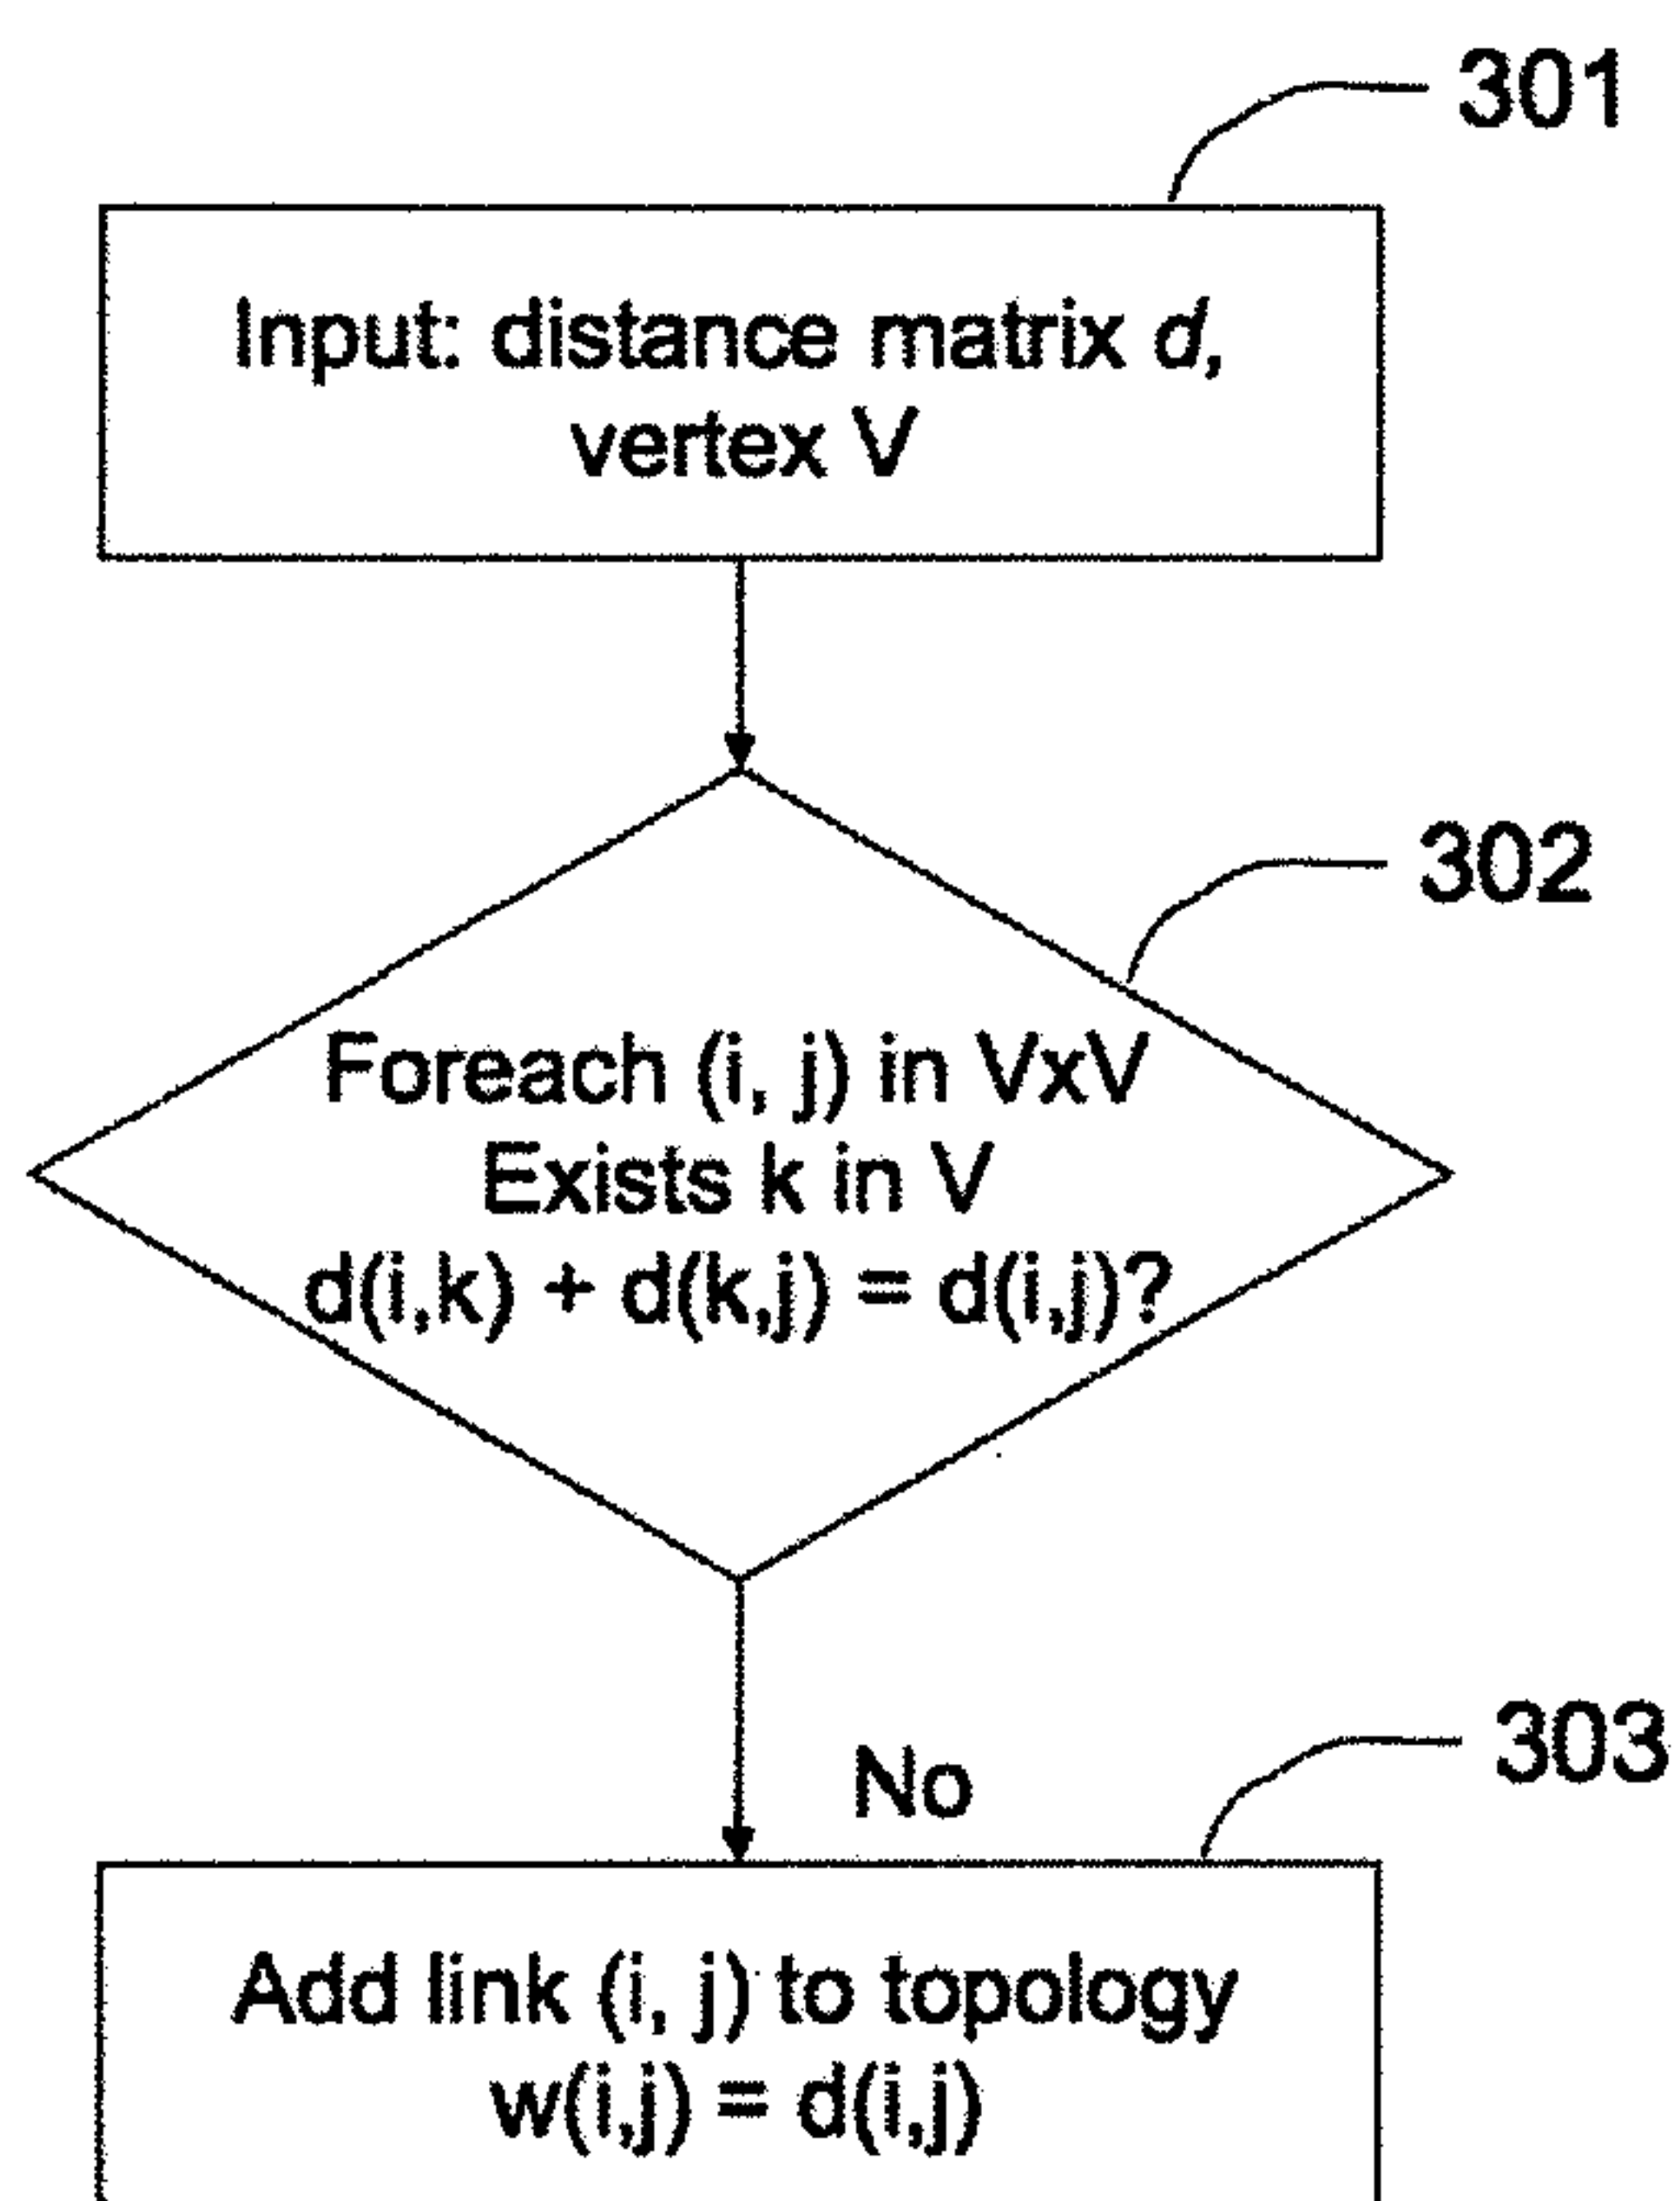 301
Input: distance matrix d,
vertex V
302
Foreach (i, j) in VxV
Exists k in V
d(i,k) + d(k,j) = d(i,j)?
No
303
Add link (i, j) to topology
w(i,j) = d(i,j)